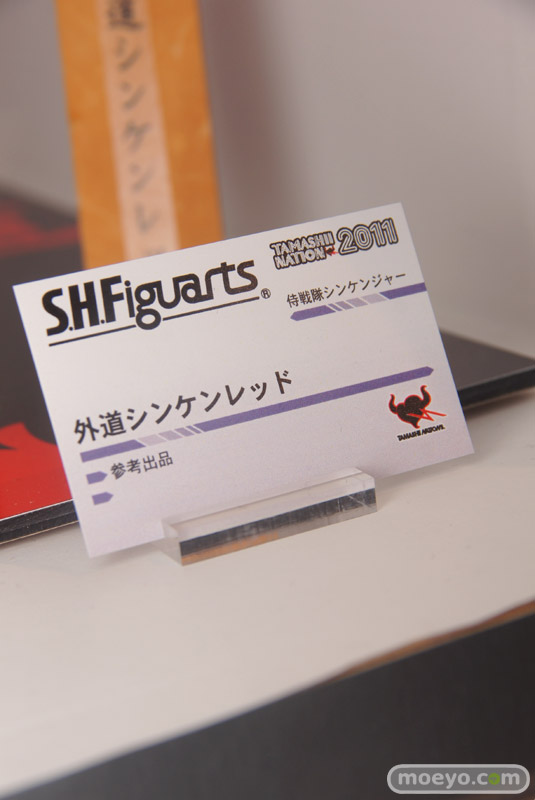 道シンケンレッ
S.H.Figuarts®
TAMASHII NATION 2011
侍戦隊シンケンジャー
外道シンケンレッド
参考出品
TAMASHII NATIONS
moeyo.com